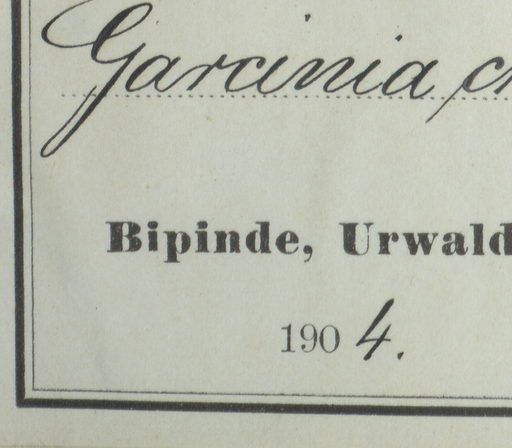 Garcinia
Bipinde, Urwald
1904.